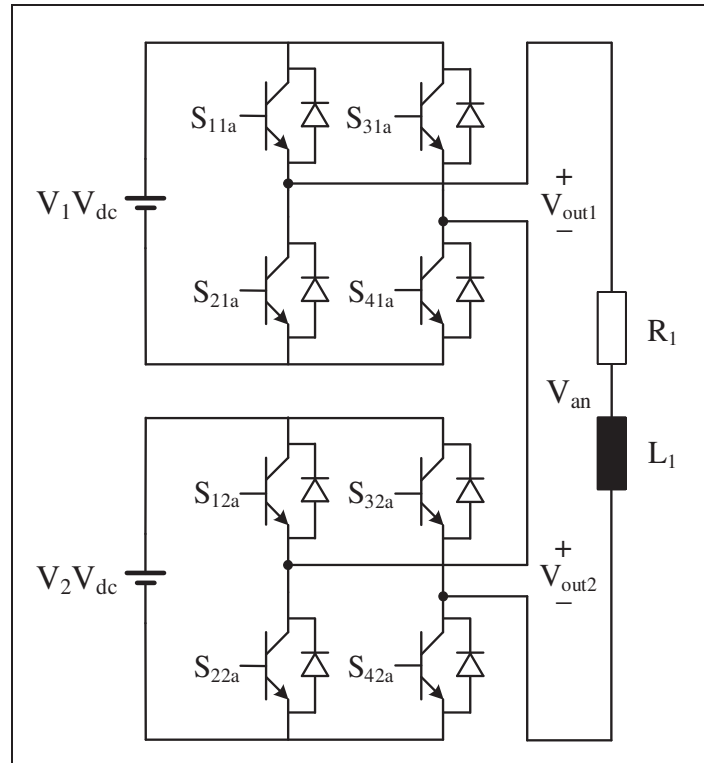 S11a
S31a
V1Vdc
+
Vout1
−
S21a
S41a
R1
Van
L1
S12a
S32a
V2Vdc
+
Vout2
−
S22a
S42a